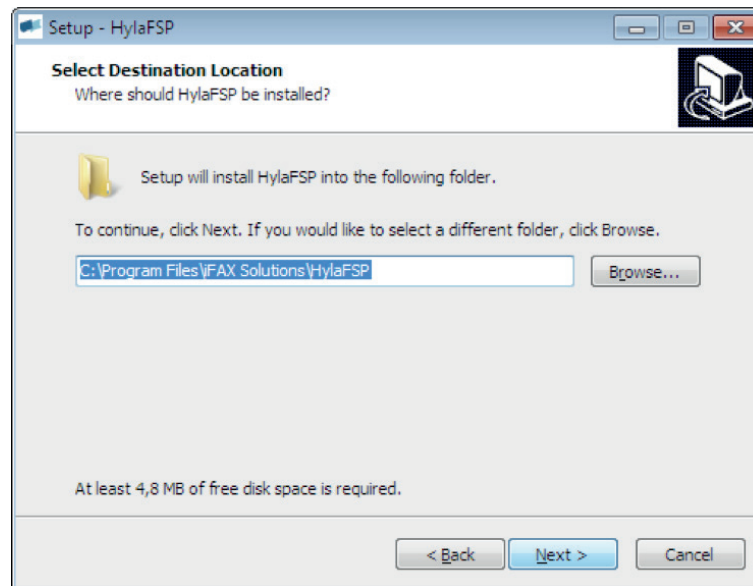 Setup - HylaFSP
Select Destination Location
Where should HylaFSP be installed?
Setup will install HylaFSP into the following folder.
To continue, click Next. If you would like to select a different folder, click Browse.
C:\Program Files\iFAX Solutions\HylaFSP
Browse...
At least 4,8 MB of free disk space is required.
< Back
Next >
Cancel